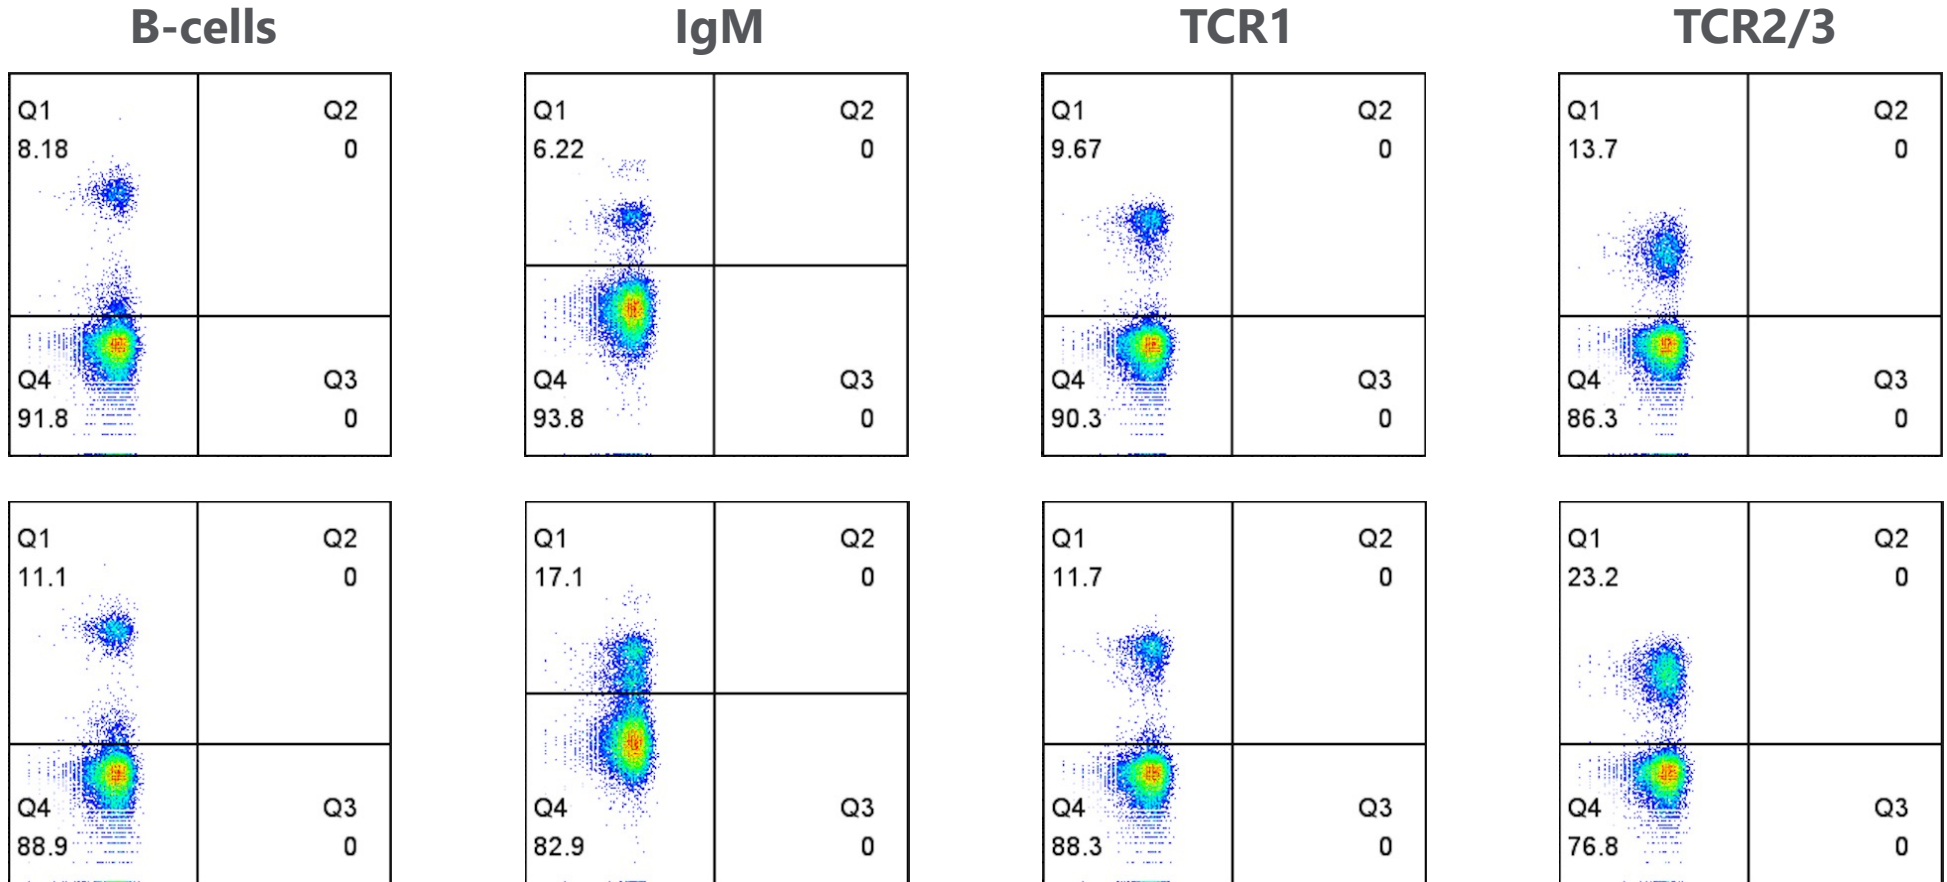 B-cells IgM TCR1 TCR2/3
Q1 Q2 Q1 Q2 Q1 Q2 Q1 Q2
8.18 0 6.22 0 9.67 0 13.7 0
Q4 Q3 Q4 Q3 Q4 Q3 Q4 Q3
91.8 0 93.8 0 90.3 0 86.3 0
Q1 Q2 Q1 Q2 Q1 Q2 Q1 Q2
11.1 0 17.1 0 11.7 0 23.2 0
Q4 Q3 Q4 Q3 Q4 Q3 Q4 Q3
88.9 0 82.9 0 88.3 0 76.8 0